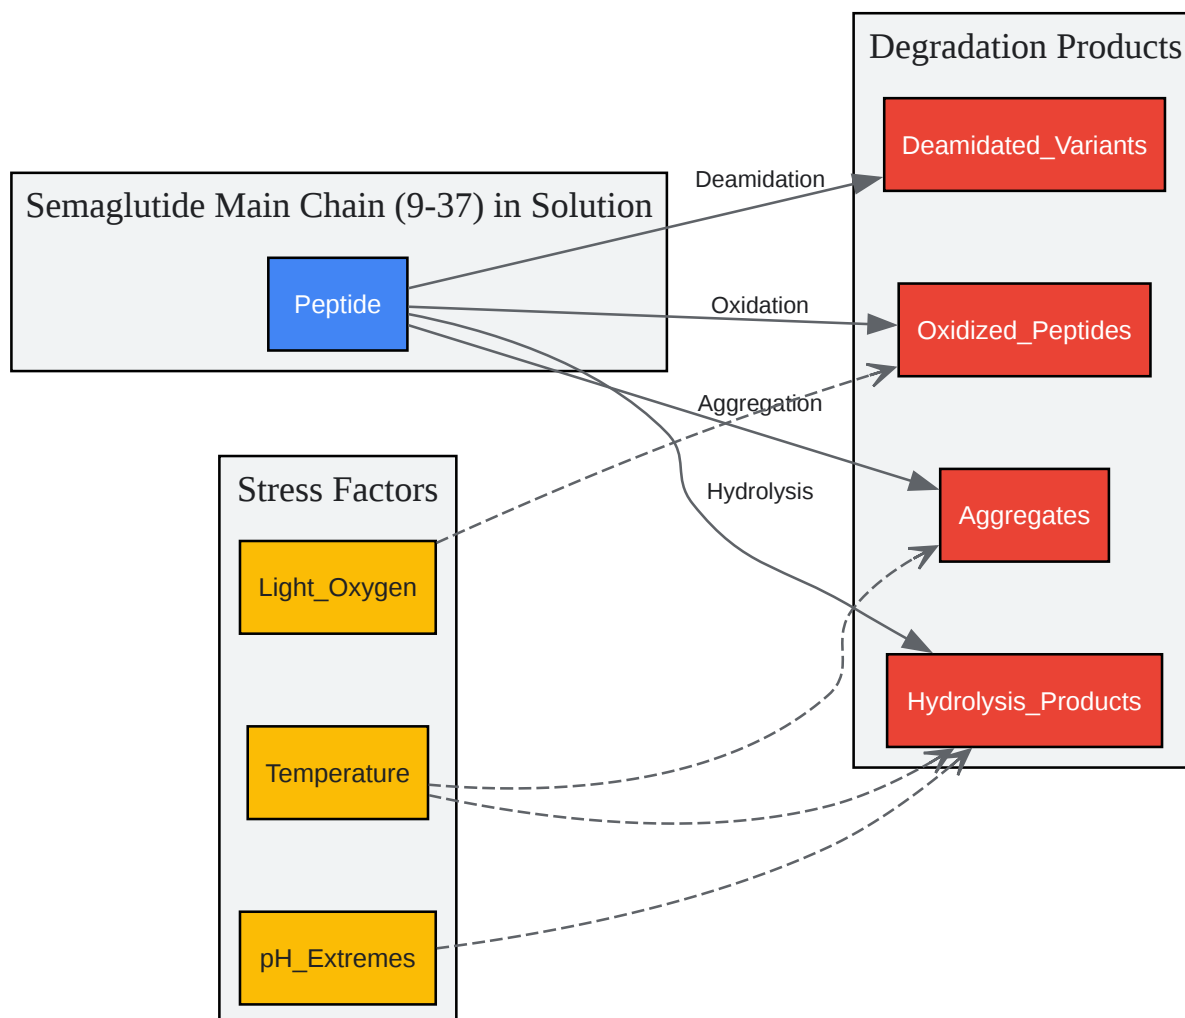 Degradation Products
Deamidated_Variants
Deamidation
Semaglutide Main Chain (9-37) in Solution
Peptide
Oxidation
Oxidized_Peptides
Aggregation
Stress Factors
Hydrolysis
Aggregates
Light_Oxygen
Hydrolysis_Products
Temperature
pH_Extremes